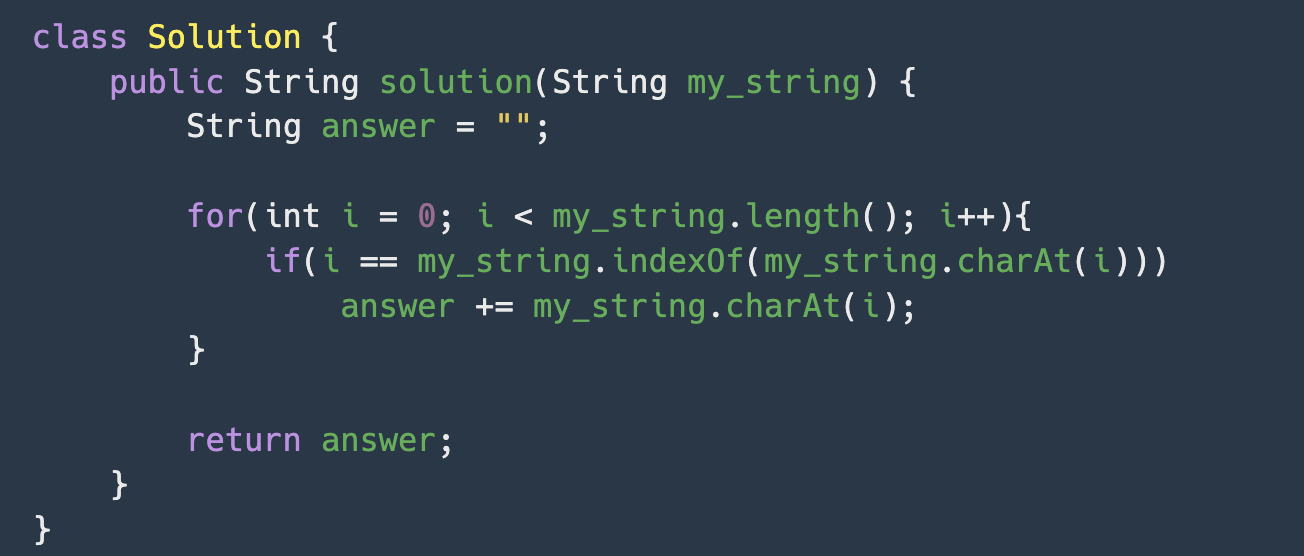 class Solution {
    public String solution(String my_string) {
        String answer = "";
        for(int i = 0; i < my_string.length(); i++){
            if(i == my_string.indexOf(my_string.charAt(i)))
                answer += my_string.charAt(i);
        }
        return answer;
    }
}